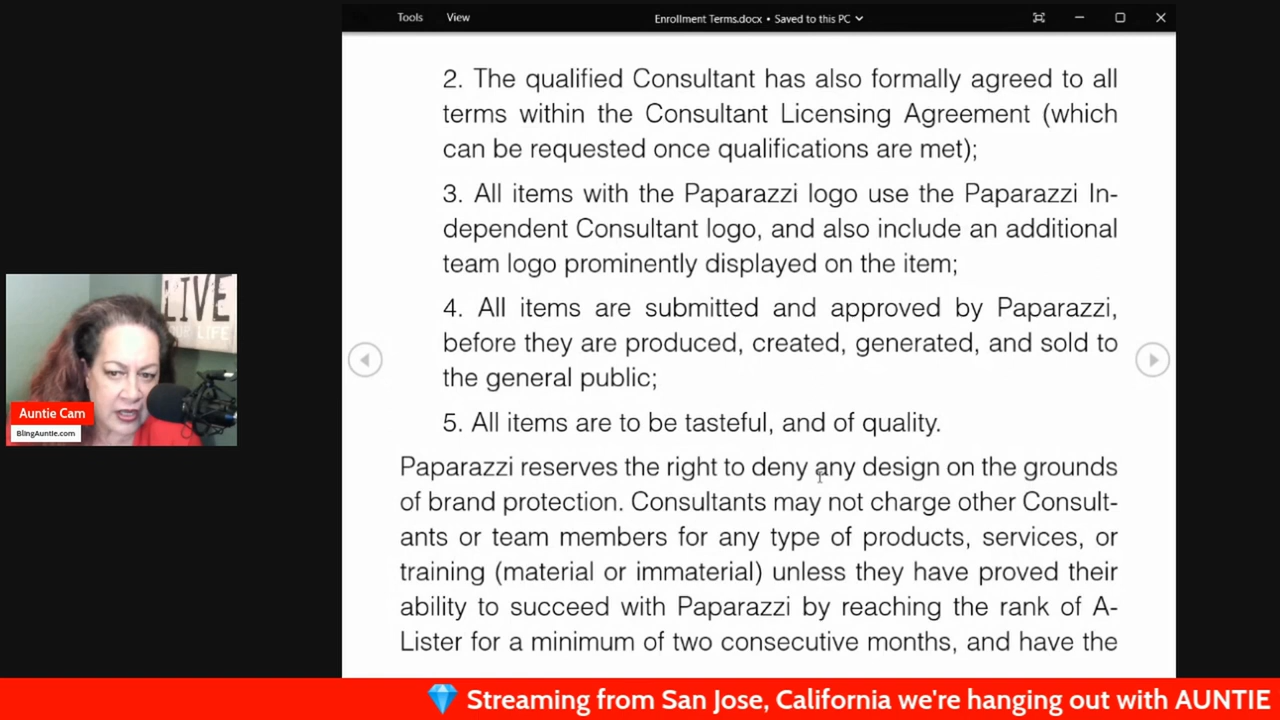 Tools View Enrollment Terms.docx • Saved to this PC
2. The qualified Consultant has also formally agreed to all
terms within the Consultant Licensing Agreement (which
can be requested once qualifications are met);
3. All items with the Paparazzi logo use the Paparazzi In-
dependent Consultant logo, and also include an additional
team logo prominently displayed on the item;
4. All items are submitted and approved by Paparazzi,
before they are produced, created, generated, and sold to
the general public;
5. All items are to be tasteful, and of quality.
Paparazzi reserves the right to deny any design on the grounds
of brand protection. Consultants may not charge other Consult-
ants or team members for any type of products, services, or
training (material or immaterial) unless they have proved their
ability to succeed with Paparazzi by reaching the rank of A-
Lister for a minimum of two consecutive months, and have the
LIVE
YOUR LIFE
Auntie Cam
BlingAuntie.com
Streaming from San Jose, California we're hanging out with AUNTIE